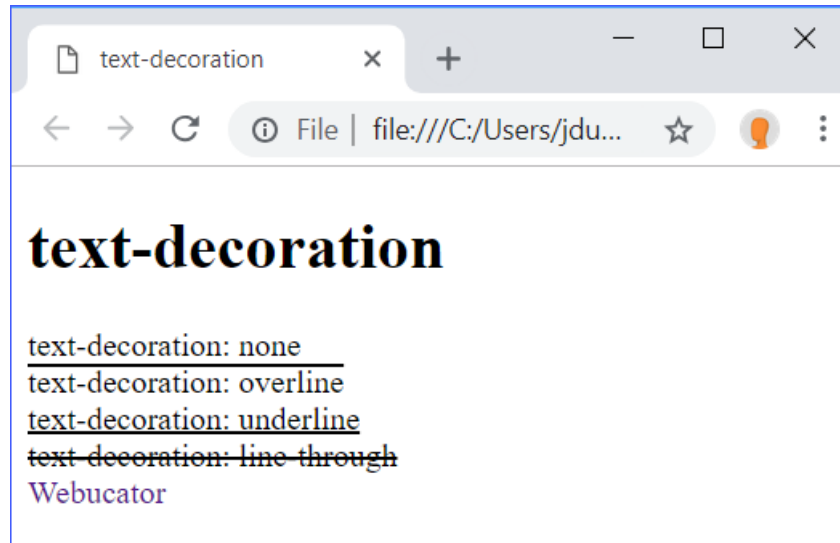 text-decoration
File | file:///C:/Users/jdu...
text-decoration
text-decoration: none
text-decoration: overline
text-decoration: underline
text-decoration: line-through
Webucator